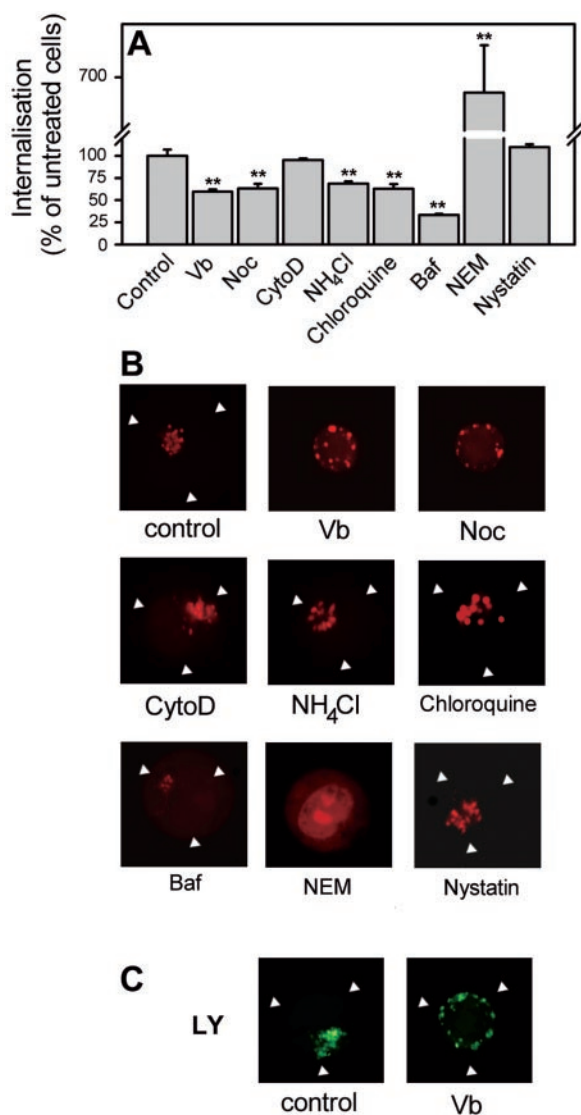 A
Internalisation
(% of untreated cells)
700
100
75
50
25
0
**
**
**
**
**
**
Control
Vb
Noc
CytoD
NH₄Cl
Chloroquine
Baf
NEM
Nystatin
B
control
Vb
Noc
CytoD
NH₄Cl
Chloroquine
Baf
NEM
Nystatin
C
LY
control
Vb